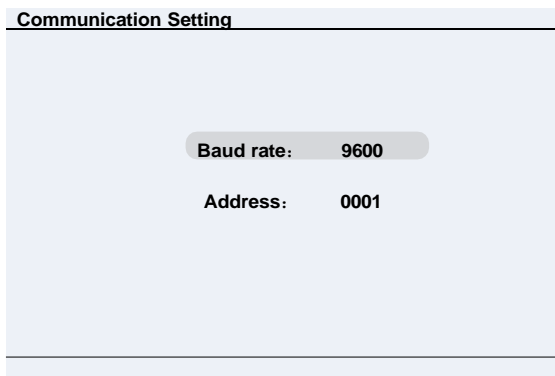 Communication Setting
Baud rate： 9600
Address： 0001